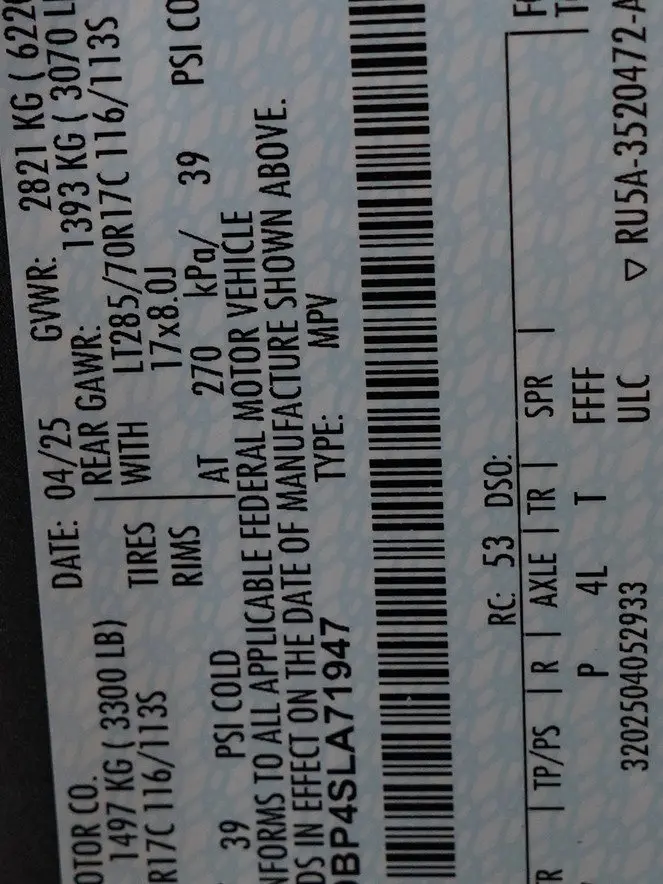 OTOR CO. DATE: 04/25 GVWR: 2821 KG ( 622
1497 KG ( 3300 LB) REAR GAWR: 1393 KG ( 3070 L
R17C 116/113S TIRES WITH LT285/70R17C 116/113S
RIMS 17x8.0J
39 PSI COLD AT 270 kPa/ 39 PSI CO
NFORMS TO ALL APPLICABLE FEDERAL MOTOR VEHICLE
DS IN EFFECT ON THE DATE OF MANUFACTURE SHOWN ABOVE.
BP4SLA71947 TYPE: MPV
RC: 53 DSO:
R | TP/PS | R | AXLE | TR | SPR |
P 4L T FFFF
3202504052933 ULC ▽ RU5A-3520472-A